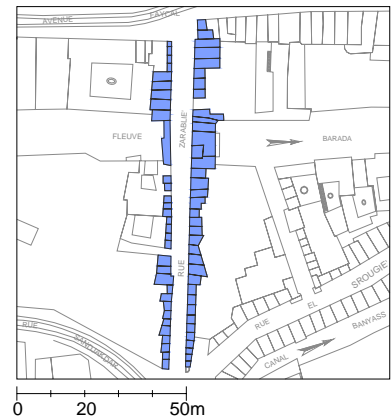 AVENUE FAYCAL
RUE ZARABLIE
FLEUVE
BARADA
RUE EL SROUGIE
CANAL BANYASS
RUE
0 20 50m